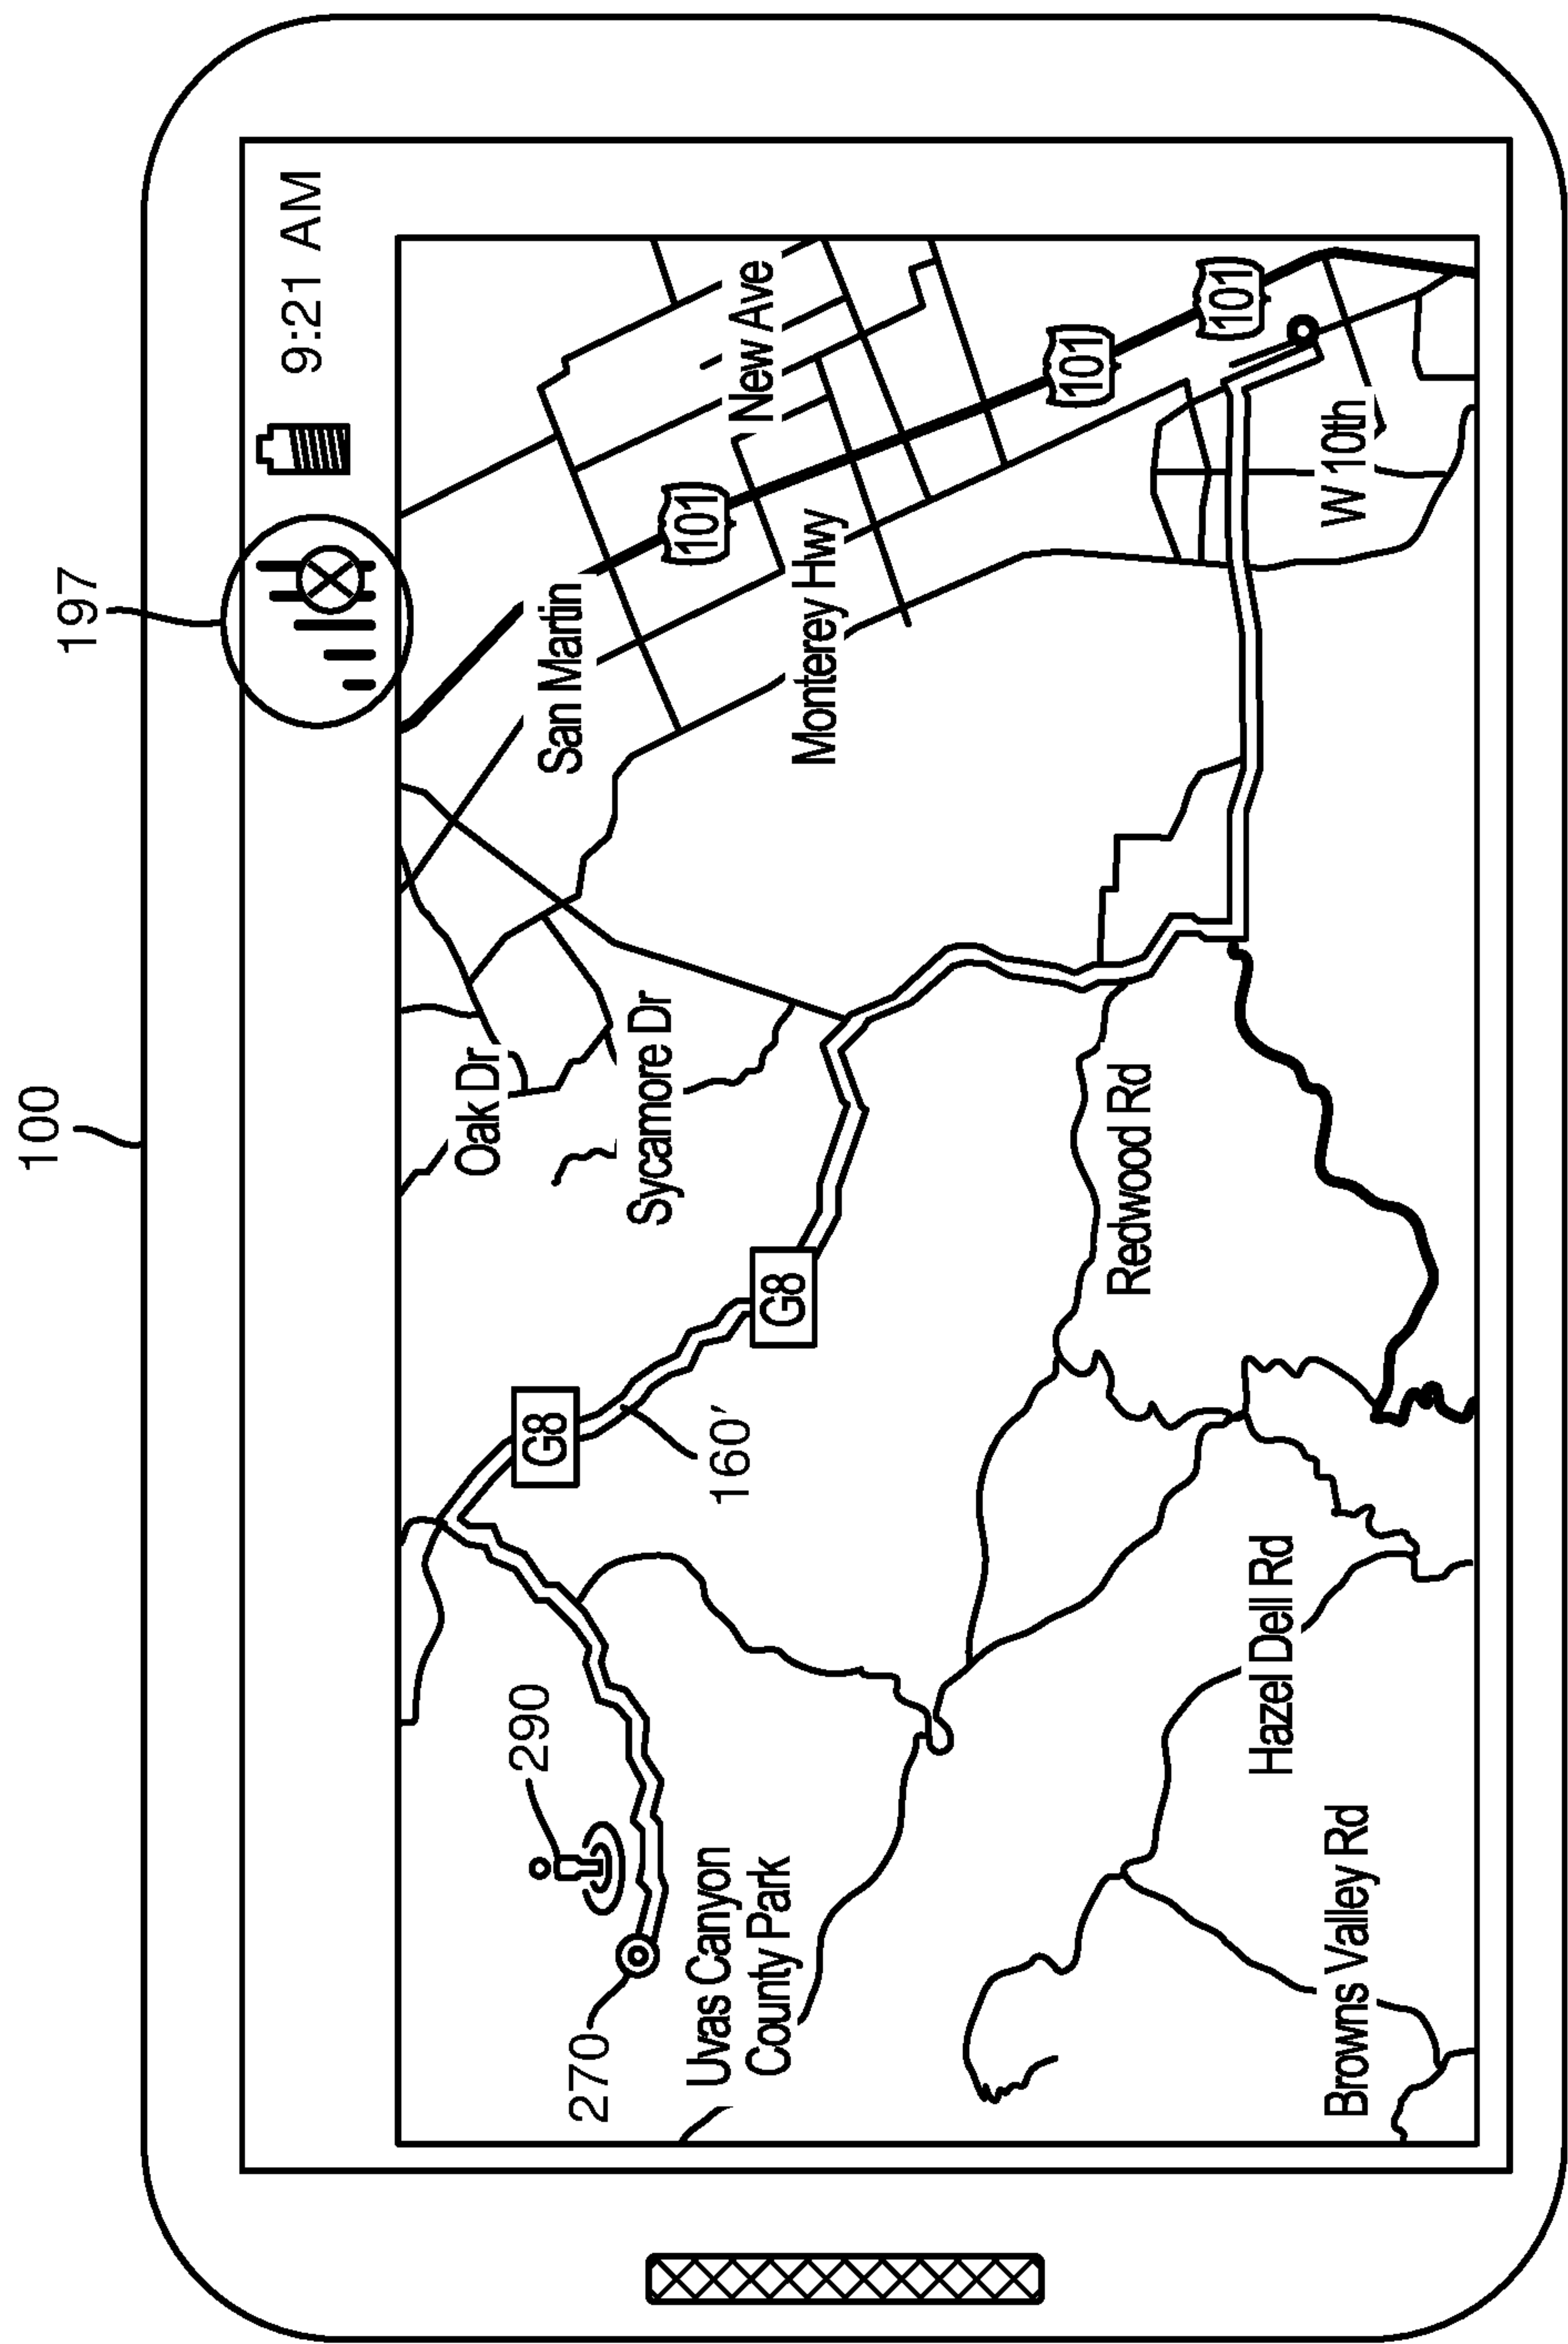 100
197
9:21 AM
Oak Dr
San Martin
101
New Ave
G8
Sycamore Dr
290
270
160′
Uvas Canyon
County Park
G8
Monterey Hwy
101
101
Redwood Rd
W 10th
Hazel Dell Rd
Browns Valley Rd